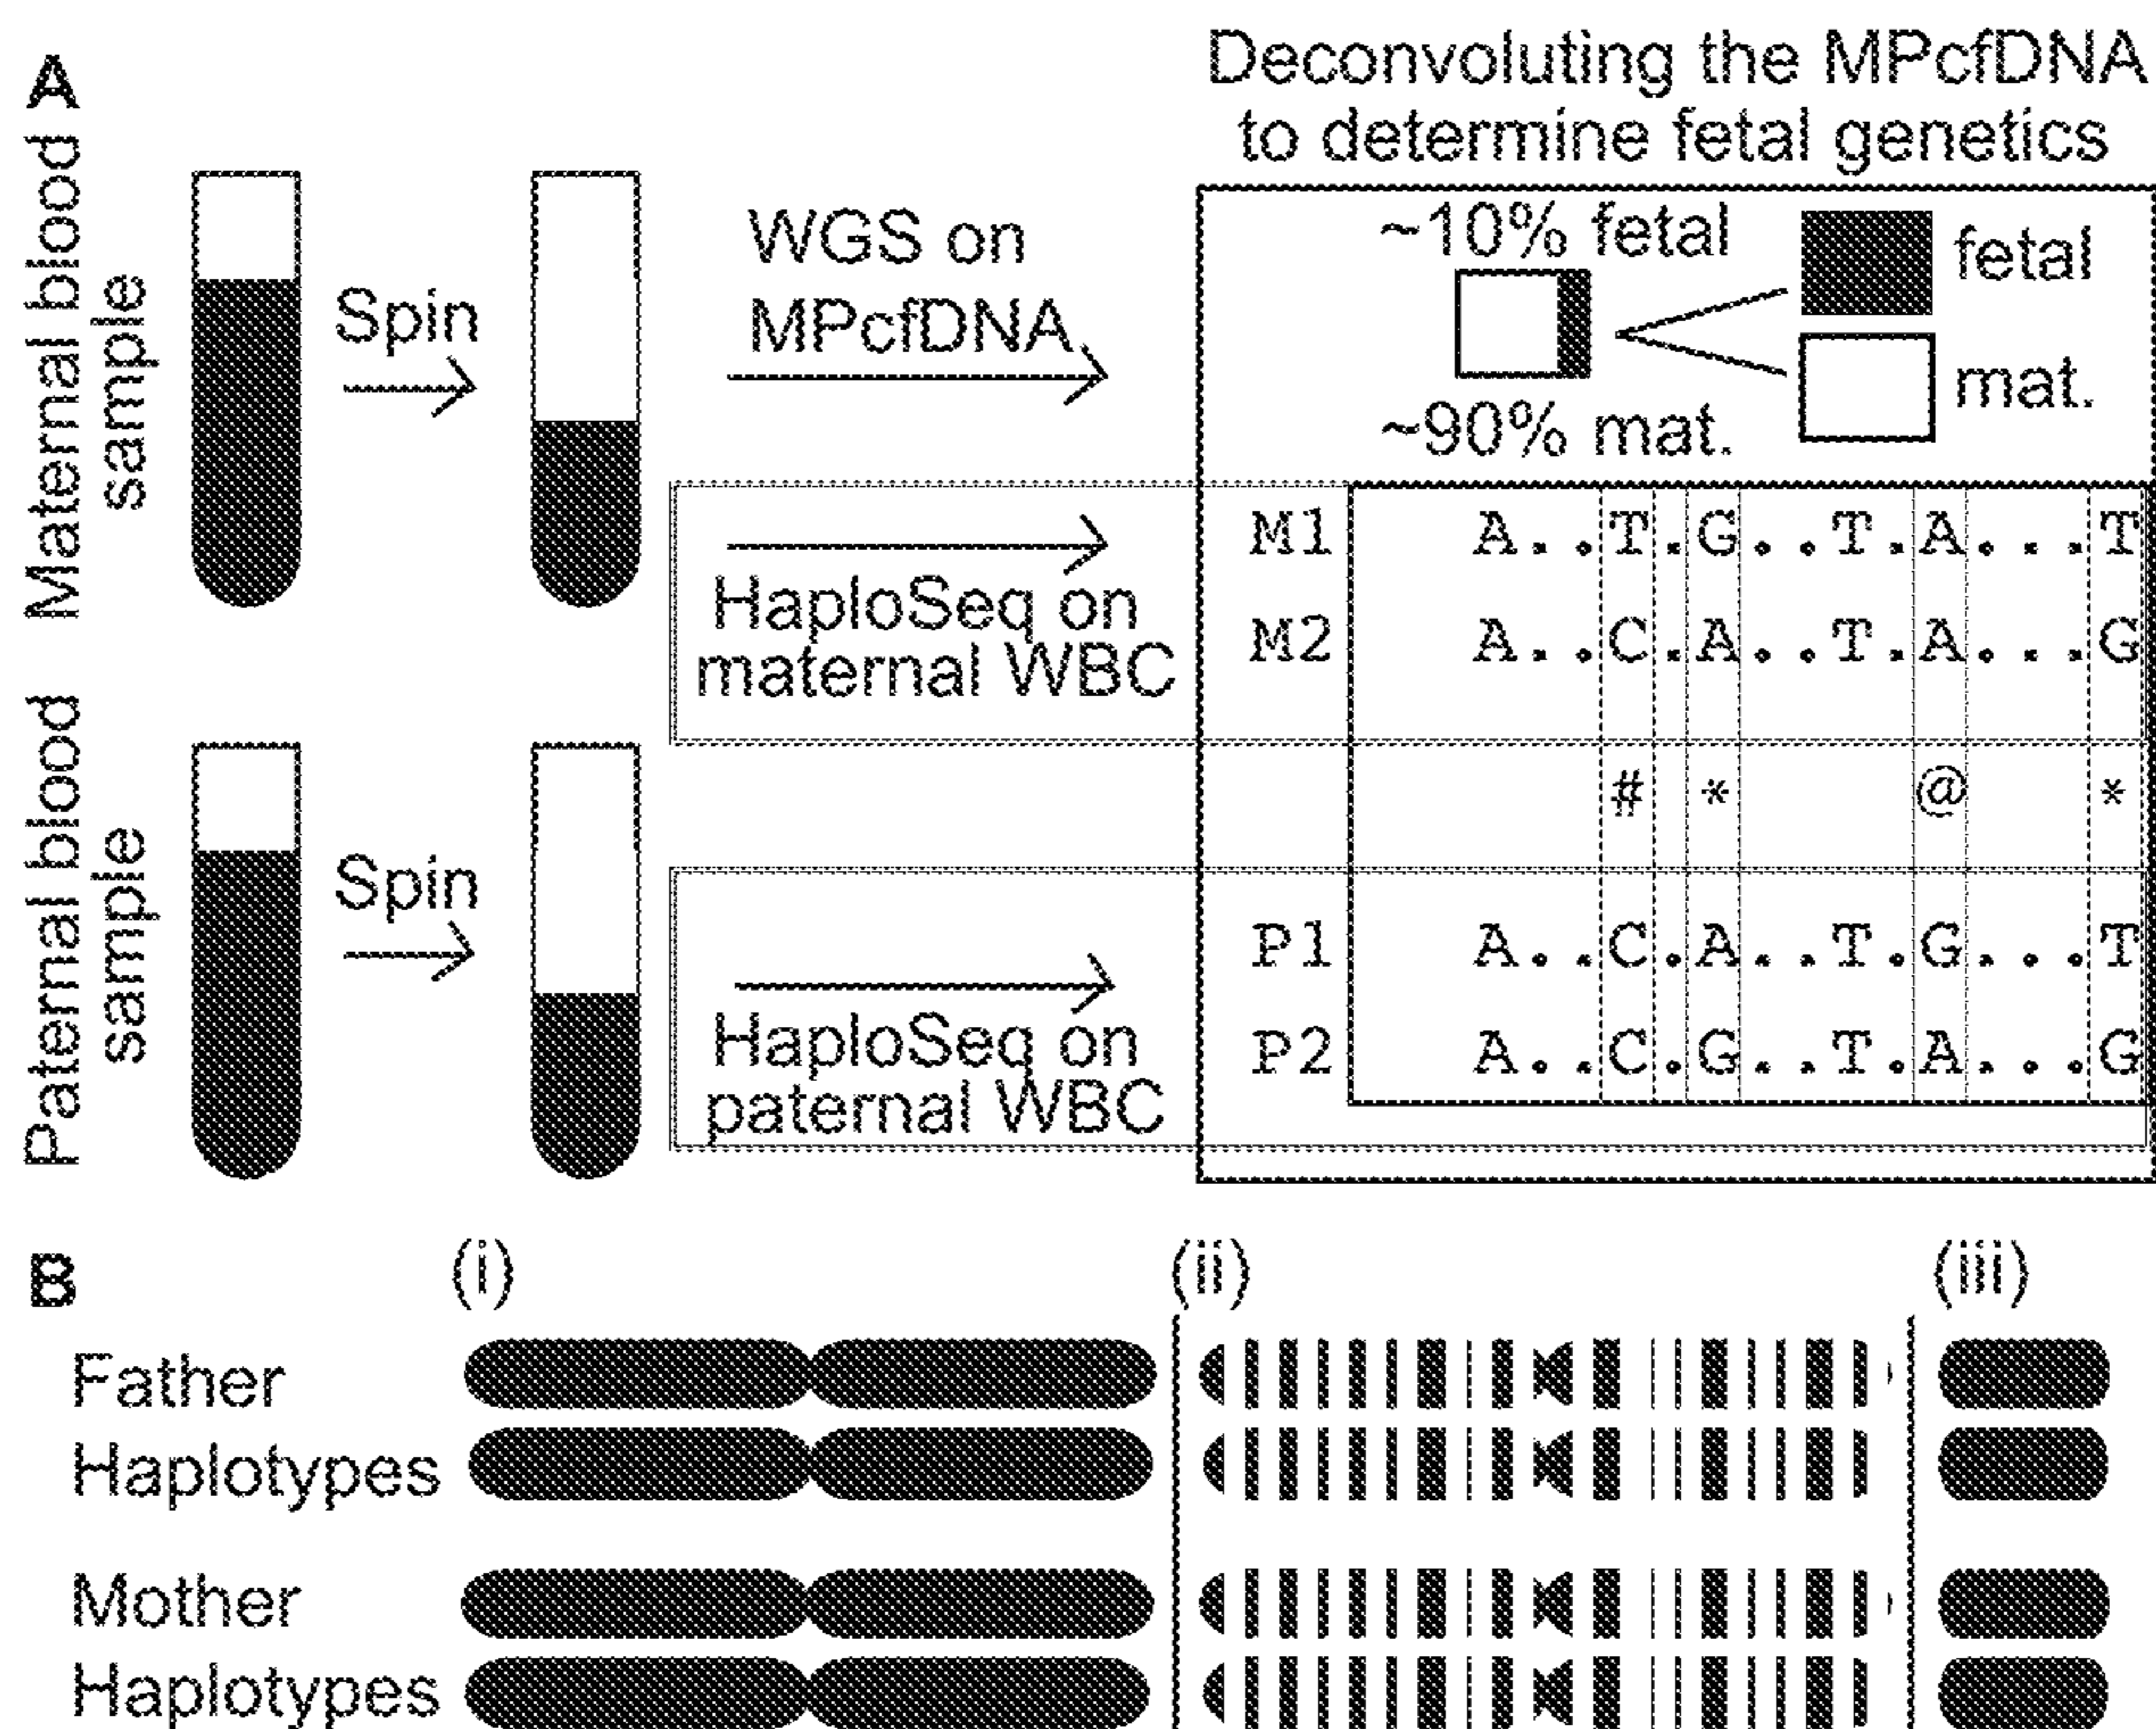 A
Deconvoluting the MPcfDNA
to determine fetal genetics
Maternal blood
sample
Spin
WGS on
MPcfDNA
~10% fetal
~90% mat.
fetal
mat.
HaploSeq on
maternal WBC
M1 A..T.G..T.A...T
M2 A..C.A..T.A...G
# * @ *
Paternal blood
sample
Spin
HaploSeq on
paternal WBC
P1 A..C.A..T.G...T
P2 A..C.G..T.A...G
B
(i)
(ii)
(iii)
Father
Haplotypes
Mother
Haplotypes